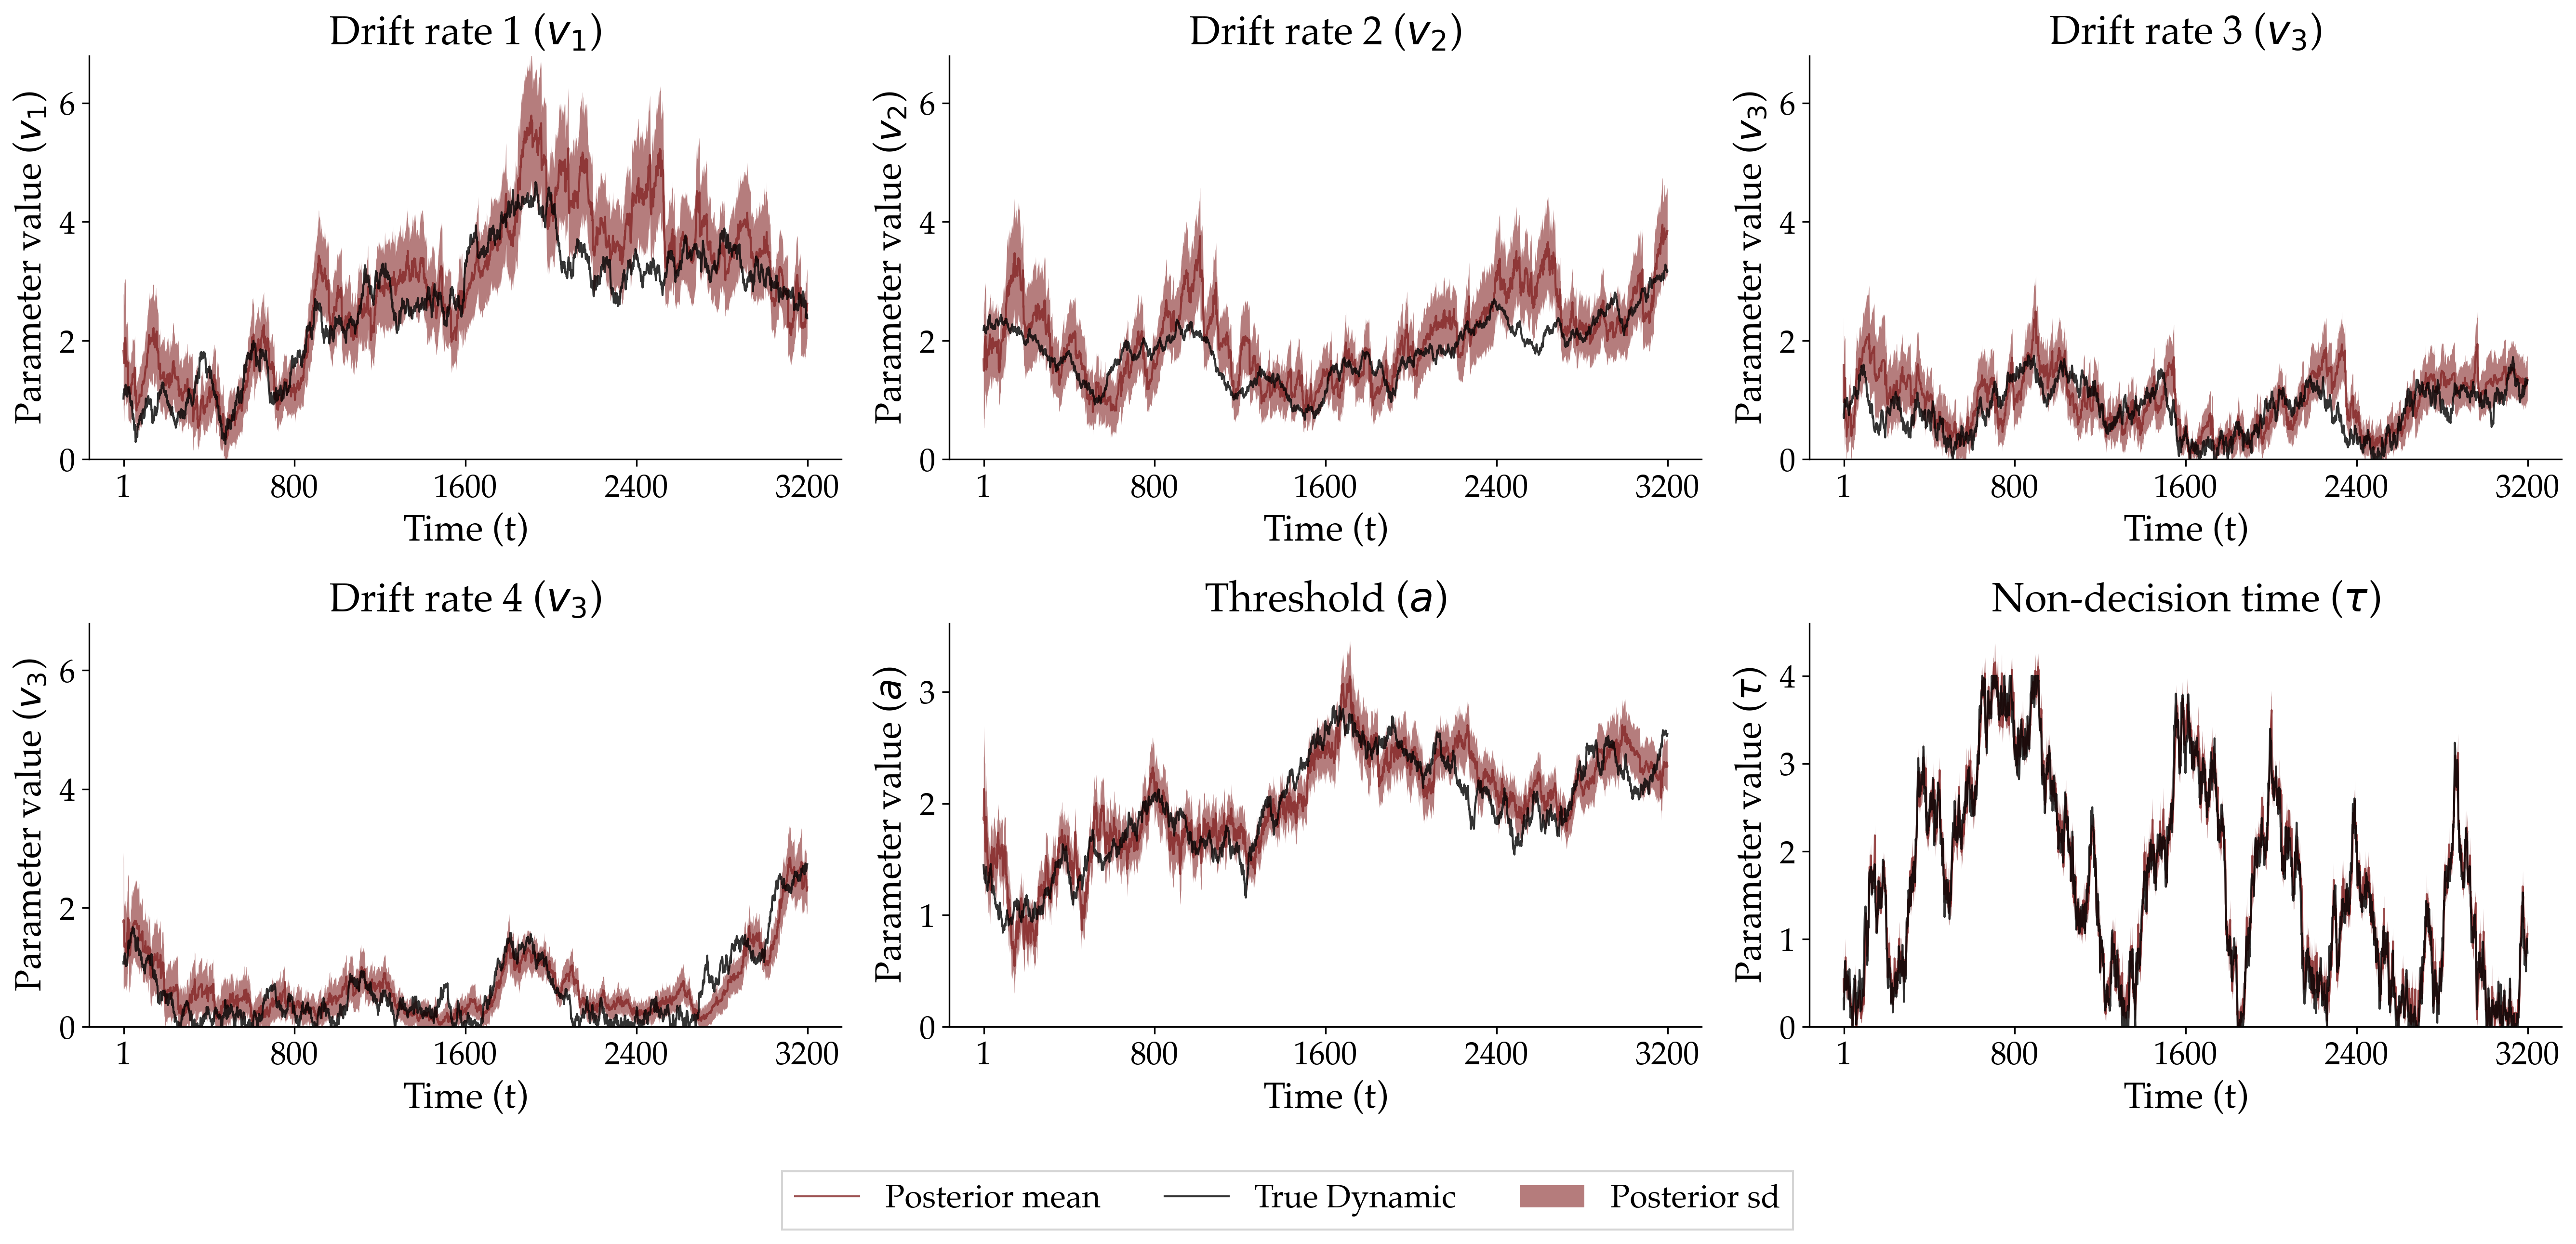 Drift rate 1 (v₁)
Parameter value (v₁)
6
4
2
0
1 800 1600 2400 3200
Time (t)
Drift rate 2 (v₂)
Parameter value (v₂)
6
4
2
0
1 800 1600 2400 3200
Time (t)
Drift rate 3 (v₃)
Parameter value (v₃)
6
4
2
0
1 800 1600 2400 3200
Time (t)
Drift rate 4 (v₃)
Parameter value (v₃)
6
4
2
0
1 800 1600 2400 3200
Time (t)
Threshold (a)
Parameter value (a)
3
2
1
0
1 800 1600 2400 3200
Time (t)
Non-decision time (τ)
Parameter value (τ)
4
3
2
1
0
1 800 1600 2400 3200
Time (t)
Posterior mean True Dynamic Posterior sd